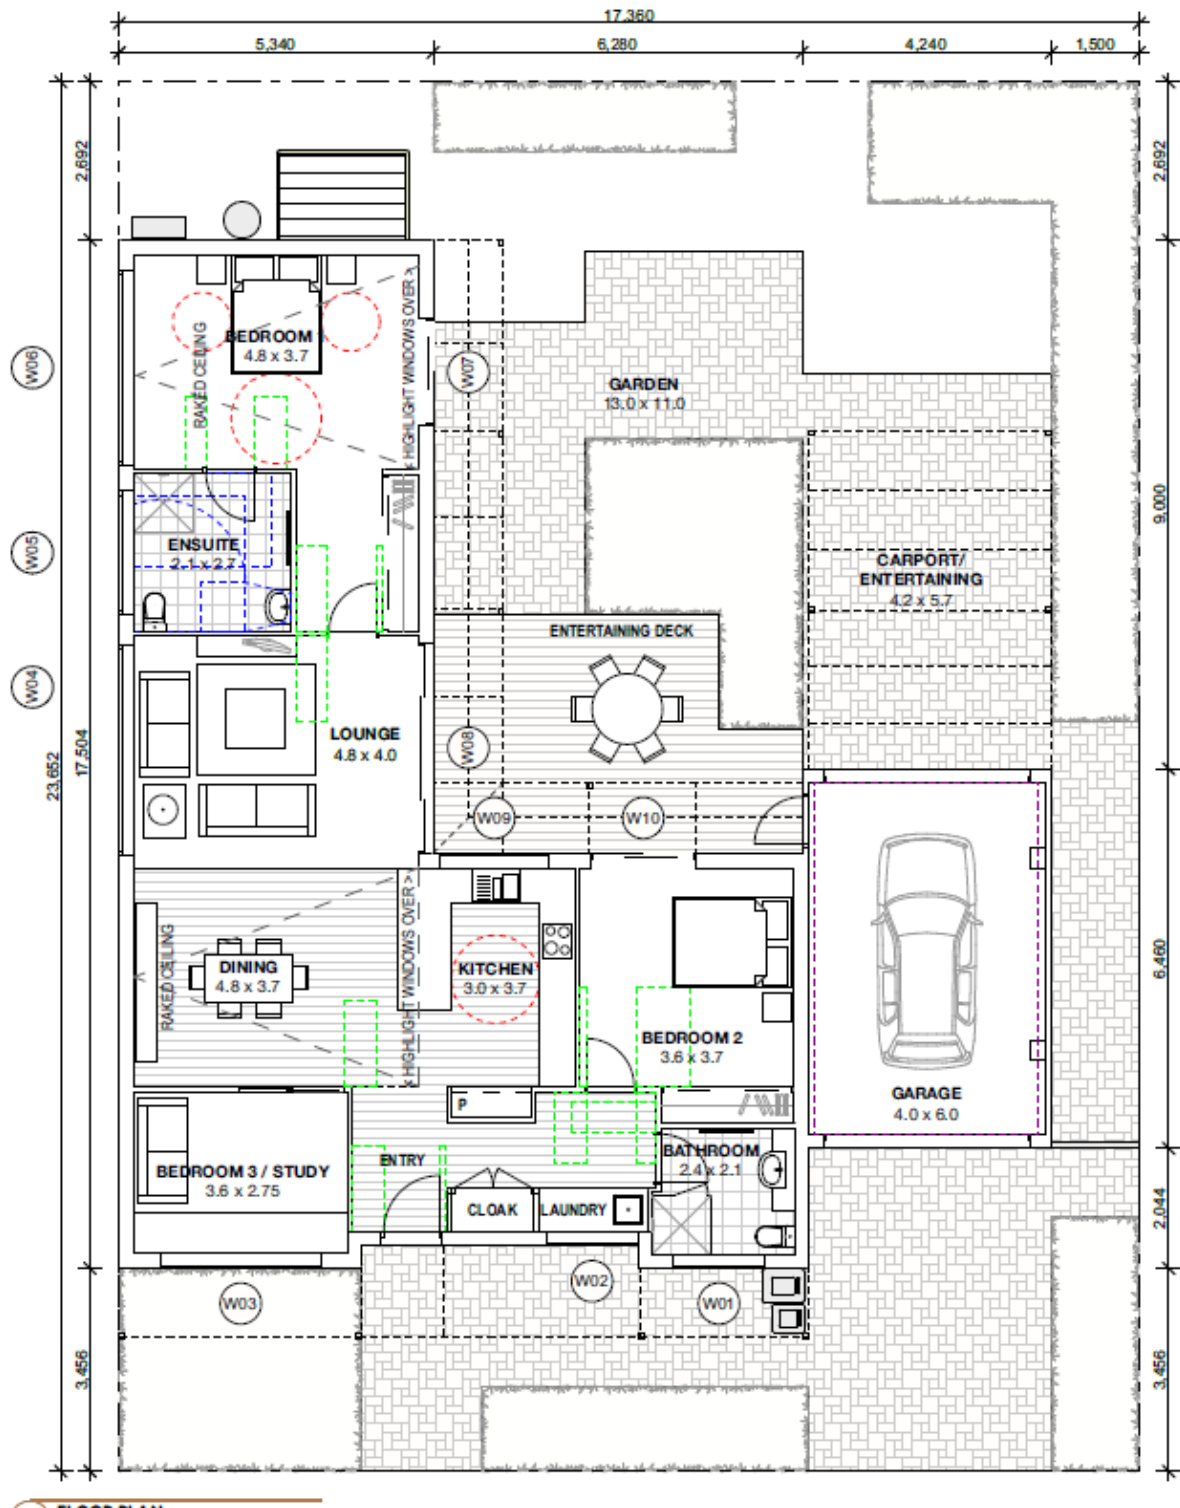 17,360
5,340
6,280
4,240
1,500
2,692
2,692
BEDROOM 1
4.8 x 3.7
RAKED CEILING
< HIGHLIGHT WINDOWS OVER >
W06
W07
GARDEN
13.0 x 11.0
9,000
ENSUITE
2.1 x 2.7
W05
CARPORT/
ENTERTAINING
4.2 x 5.7
ENTERTAINING DECK
W04
LOUNGE
4.8 x 4.0
W08
23,652
17,504
W09
W10
RAKED CEILING
DINING
4.8 x 3.7
< HIGHLIGHT WINDOWS OVER >
KITCHEN
3.0 x 3.7
6,460
BEDROOM 2
3.6 x 3.7
GARAGE
4.0 x 6.0
P
ENTRY
BATHROOM
2.4 x 2.1
BEDROOM 3 / STUDY
3.6 x 2.75
CLOAK
LAUNDRY
2,044
W03
W02
W01
3,456
3,456
FLOOR PLAN